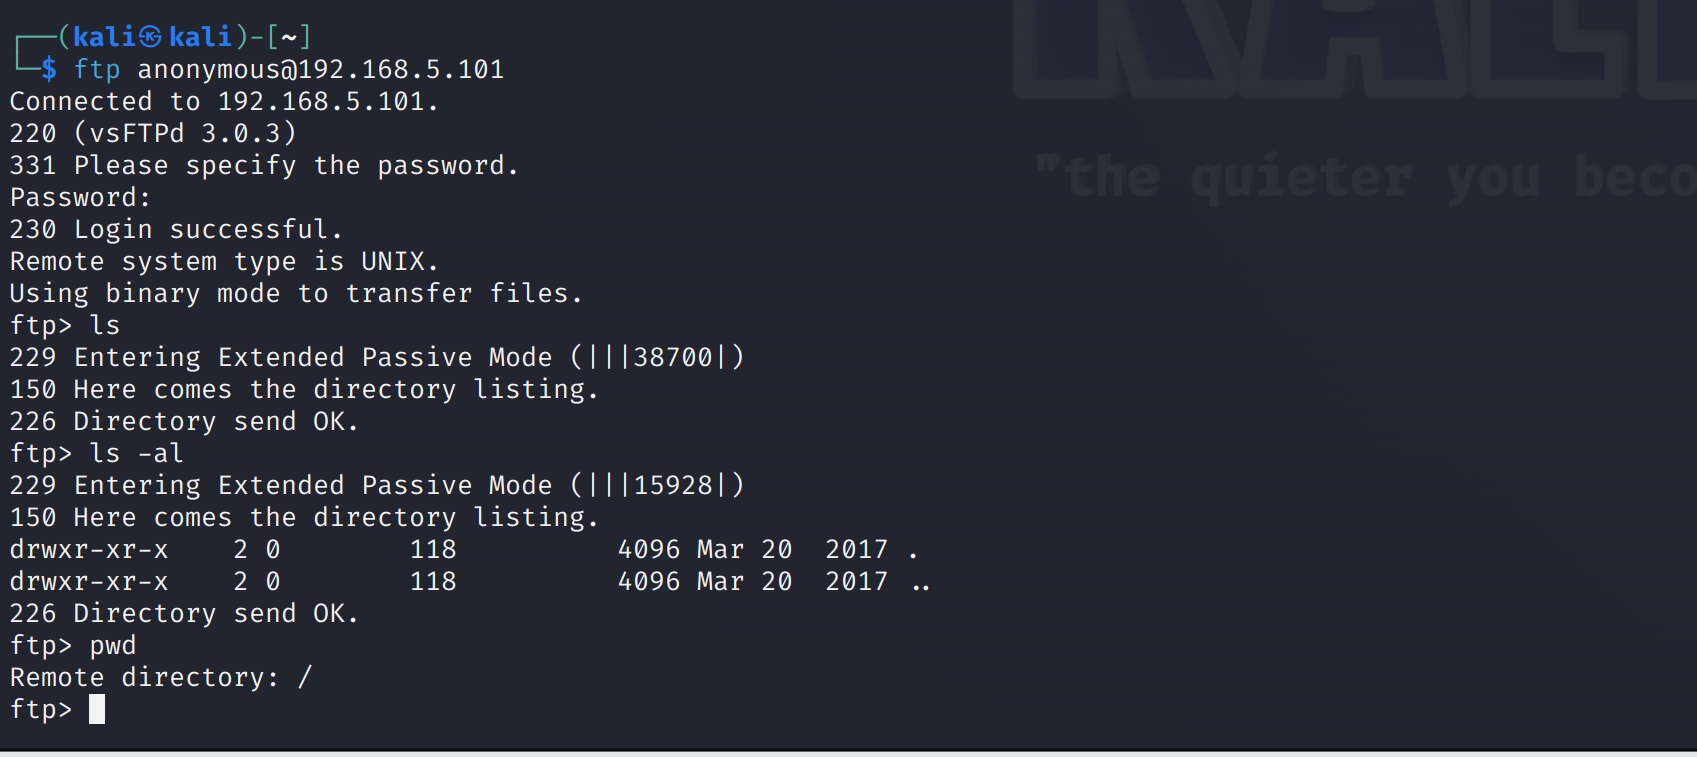 ┌──(kali㉿kali)-[~]
└─$ ftp anonymous@192.168.5.101
Connected to 192.168.5.101.
220 (vsFTPd 3.0.3)
331 Please specify the password.
Password:
230 Login successful.
Remote system type is UNIX.
Using binary mode to transfer files.
ftp> ls
229 Entering Extended Passive Mode (|||38700|)
150 Here comes the directory listing.
226 Directory send OK.
ftp> ls -al
229 Entering Extended Passive Mode (|||15928|)
150 Here comes the directory listing.
drwxr-xr-x    2 0        118          4096 Mar 20  2017 .
drwxr-xr-x    2 0        118          4096 Mar 20  2017 ..
226 Directory send OK.
ftp> pwd
Remote directory: /
ftp>
"the quieter you beco